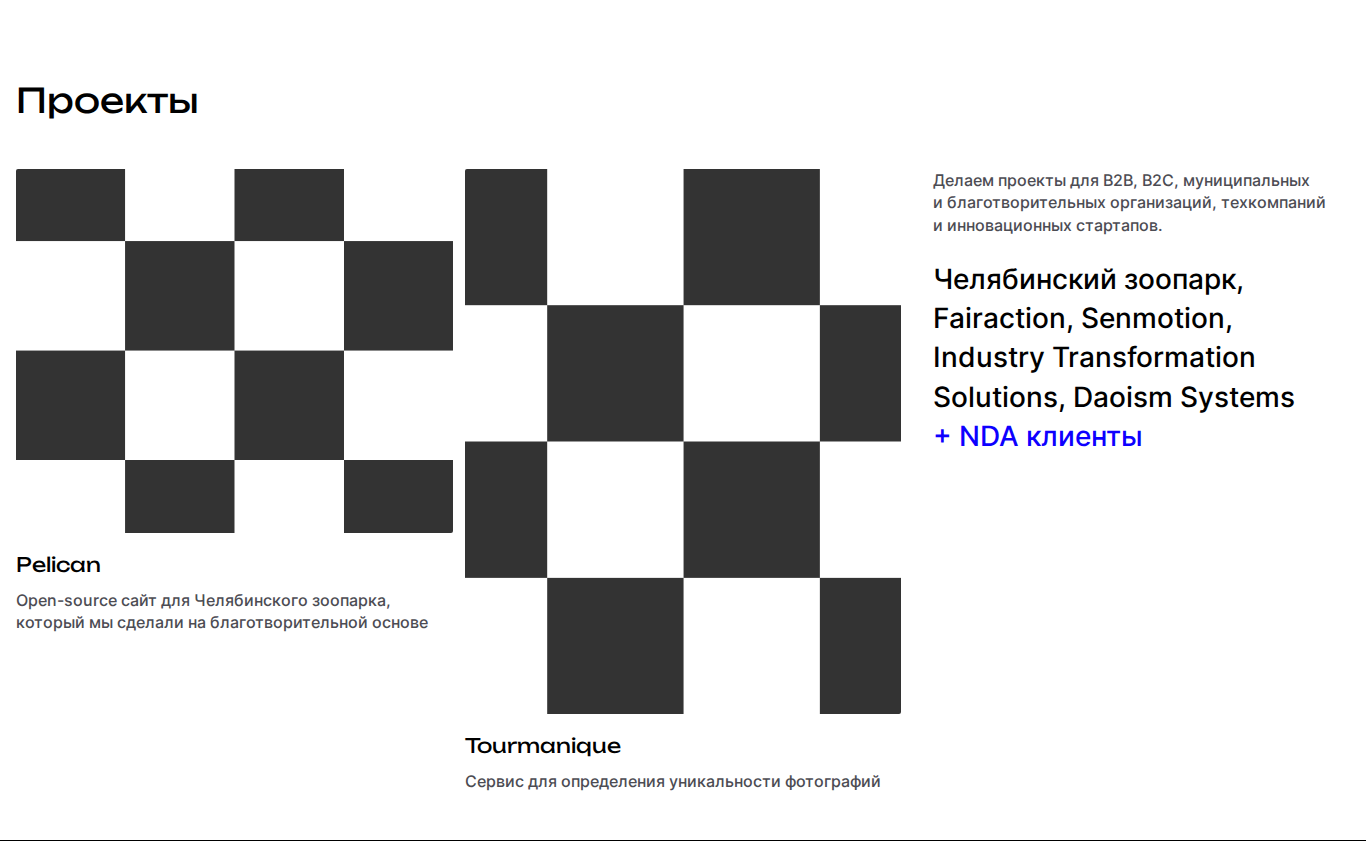 Проекты
Pelican
Open-source сайт для Челябинского зоопарка,
который мы сделали на благотворительной основе
Tourmanique
Сервис для определения уникальности фотографий
Делаем проекты для B2B, B2C, муниципальных
и благотворительных организаций, техкомпаний
и инновационных стартапов.
Челябинский зоопарк,
Fairaction, Senmotion,
Industry Transformation
Solutions, Daoism Systems
+ NDA клиенты